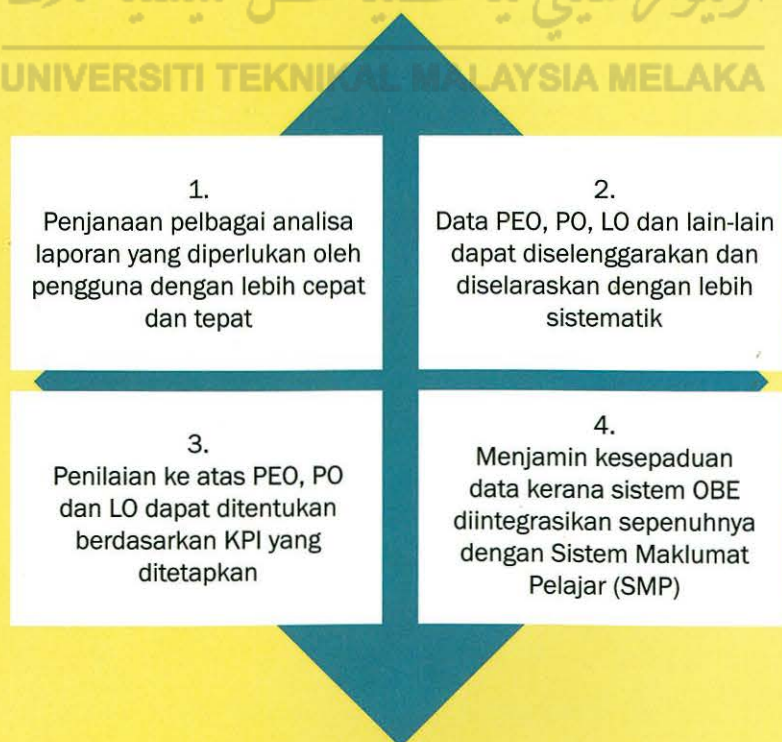 UNIVERSITI TEKNIKAL MALAYSIA MELAKA
1.
Penjanaan pelbagai analisa
laporan yang diperlukan oleh
pengguna dengan lebih cepat
dan tepat
2.
Data PEO, PO, LO dan lain-lain
dapat diselenggarakan dan
diselaraskan dengan lebih
sistematik
3.
Penilaian ke atas PEO, PO
dan LO dapat ditentukan
berdasarkan KPI yang
ditetapkan
4.
Menjamin kesepaduan
data kerana sistem OBE
diintegrasikan sepenuhnya
dengan Sistem Maklumat
Pelajar (SMP)